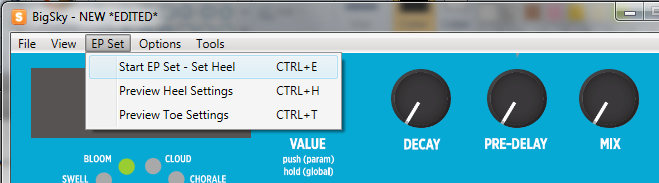 BigSky - NEW *EDITED*
File View EP Set Options Tools
Start EP Set - Set Heel CTRL+E
Preview Heel Settings CTRL+H
Preview Toe Settings CTRL+T
VALUE DECAY PRE-DELAY MIX
push (param)
hold (global)
BLOOM CLOUD
SWELL CHORALE